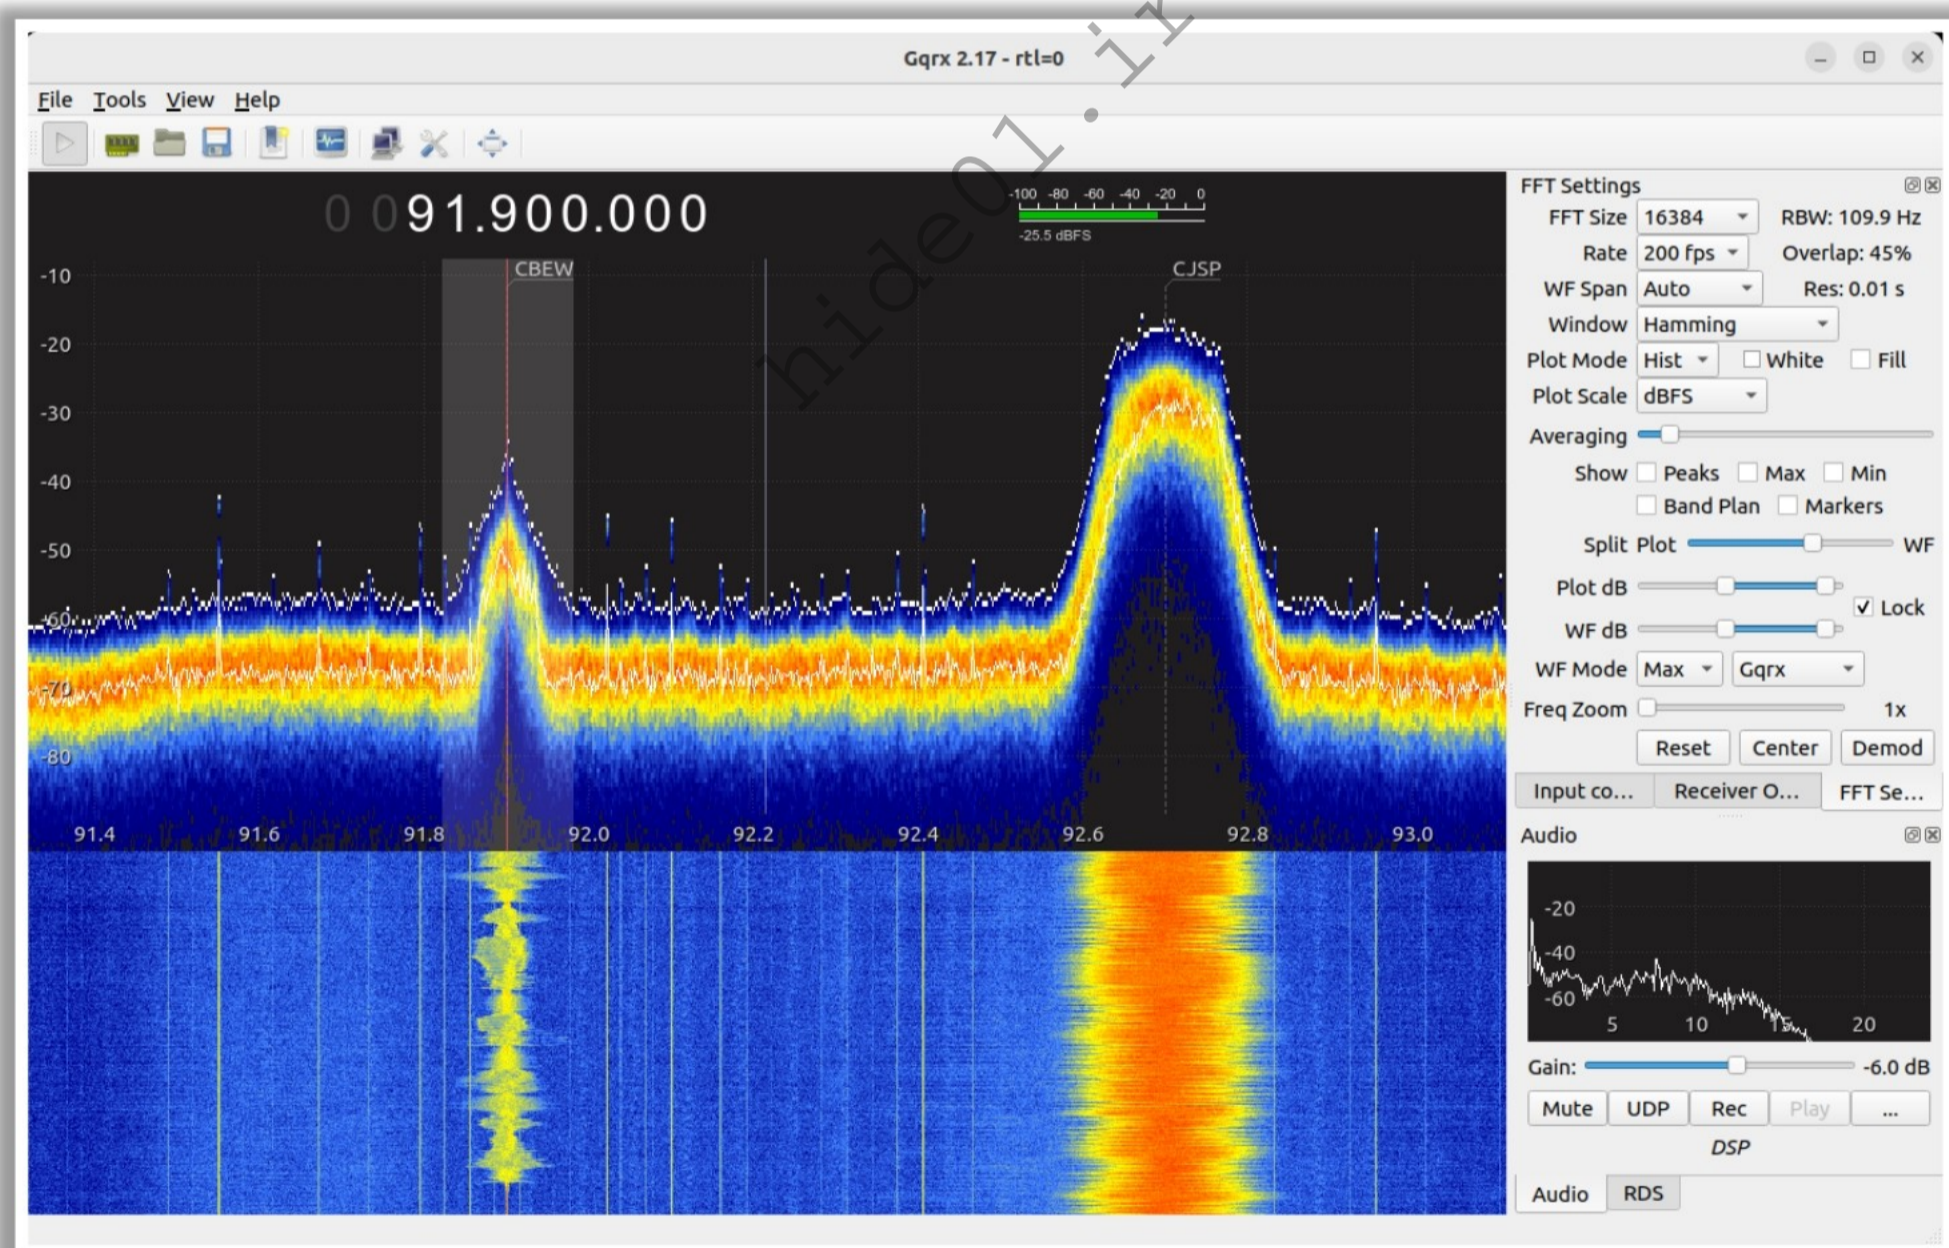 Gqrx 2.17 - rtl=0
File Tools View Help
0 091.900.000
-100 -80 -60 -40 -20 0
-25.5 dBFS
CBEW CJSP
-10
-20
-30
-40
-50
-60
-70
-80
91.4 91.6 91.8 92.0 92.2 92.4 92.6 92.8 93.0
hide01.ir
FFT Settings
FFT Size 16384 RBW: 109.9 Hz
Rate 200 fps Overlap: 45%
WF Span Auto Res: 0.01 s
Window Hamming
Plot Mode Hist White Fill
Plot Scale dBFS
Averaging
Show Peaks Max Min
Band Plan Markers
Split Plot WF
Plot dB
Lock
WF dB
WF Mode Max Gqrx
Freq Zoom 1x
Reset Center Demod
Input co... Receiver O... FFT Se...
Audio
-20
-40
-60
5 10 15 20
Gain: -6.0 dB
Mute UDP Rec Play ...
DSP
Audio RDS